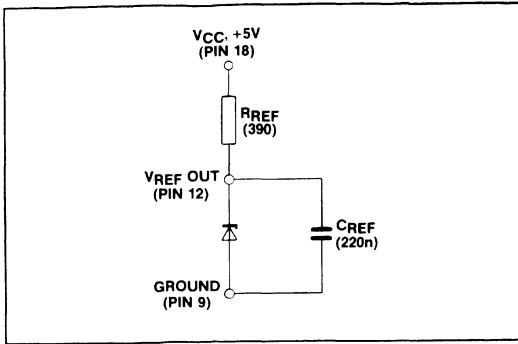 VCC, +5V
(PIN 18)
RREF
(390)
VREF OUT
(PIN 12)
CREF
(220n)
GROUND
(PIN 9)